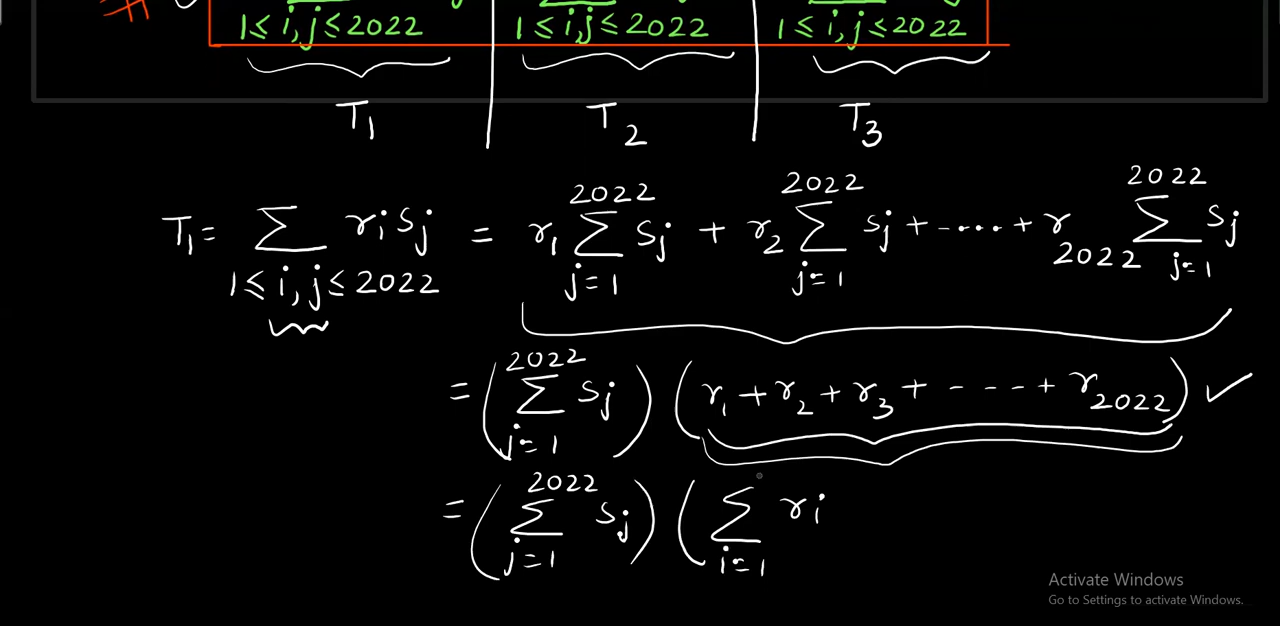 1 ≤ i,j ≤ 2022 1 ≤ i,j ≤ 2022 1 ≤ i,j ≤ 2022
T₁ T₂ T₃
T₁ = ∑_{1 ≤ i,j ≤ 2022} rᵢsⱼ = r₁ ∑_{j=1}^{2022} sⱼ + r₂ ∑_{j=1}^{2022} sⱼ + -.... + r₂₀₂₂ ∑_{j=1}^{2022} sⱼ
= (∑_{j=1}^{2022} sⱼ) (r₁ + r₂ + r₃ + - - - - + r₂₀₂₂) ✓
= (∑_{j=1}^{2022} sⱼ) (∑_{i=1} rᵢ
Activate Windows
Go to Settings to activate Windows.